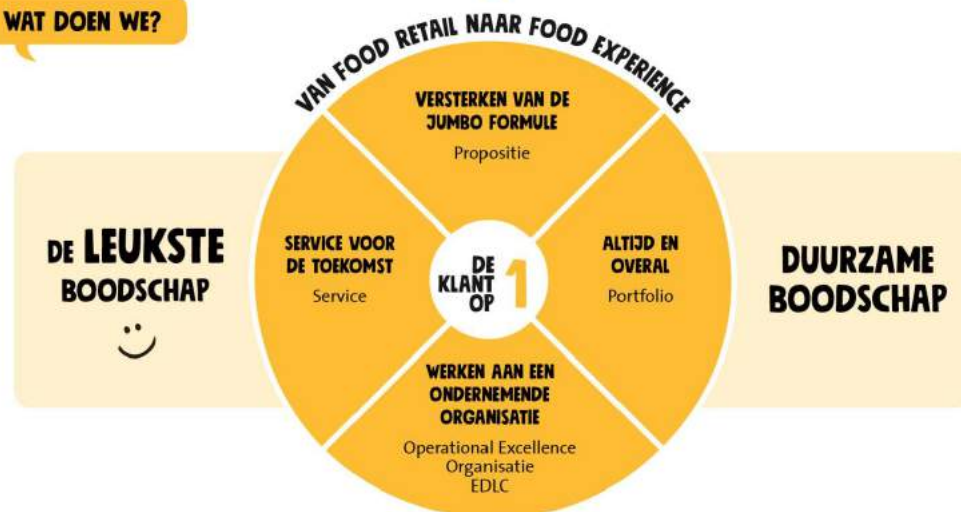 WAT DOEN WE?
VAN FOOD RETAIL NAAR FOOD EXPERIENCE
VERSTERKEN VAN DE
JUMBO FORMULE
Propositie
DE LEUKSTE
BOODSCHAP
SERVICE VOOR
DE TOEKOMST
Service
DE
KLANT
OP
1
ALTIJD EN
OVERAL
Portfolio
DUURZAME
BOODSCHAP
WERKEN AAN EEN
ONDERNEMENDE
ORGANISATIE
Operational Excellence
Organisatie
EDLC